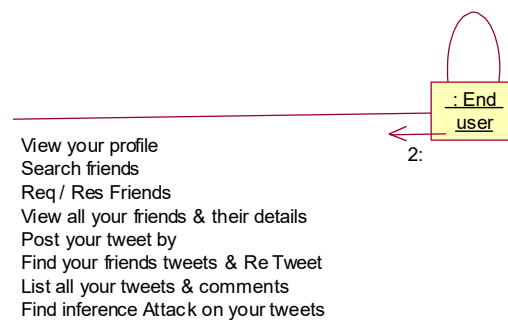 : End
user
2:
View your profile
Search friends
Req / Res Friends
View all your friends & their details
Post your tweet by
Find your friends tweets & Re Tweet
List all your tweets & comments
Find inference Attack on your tweets